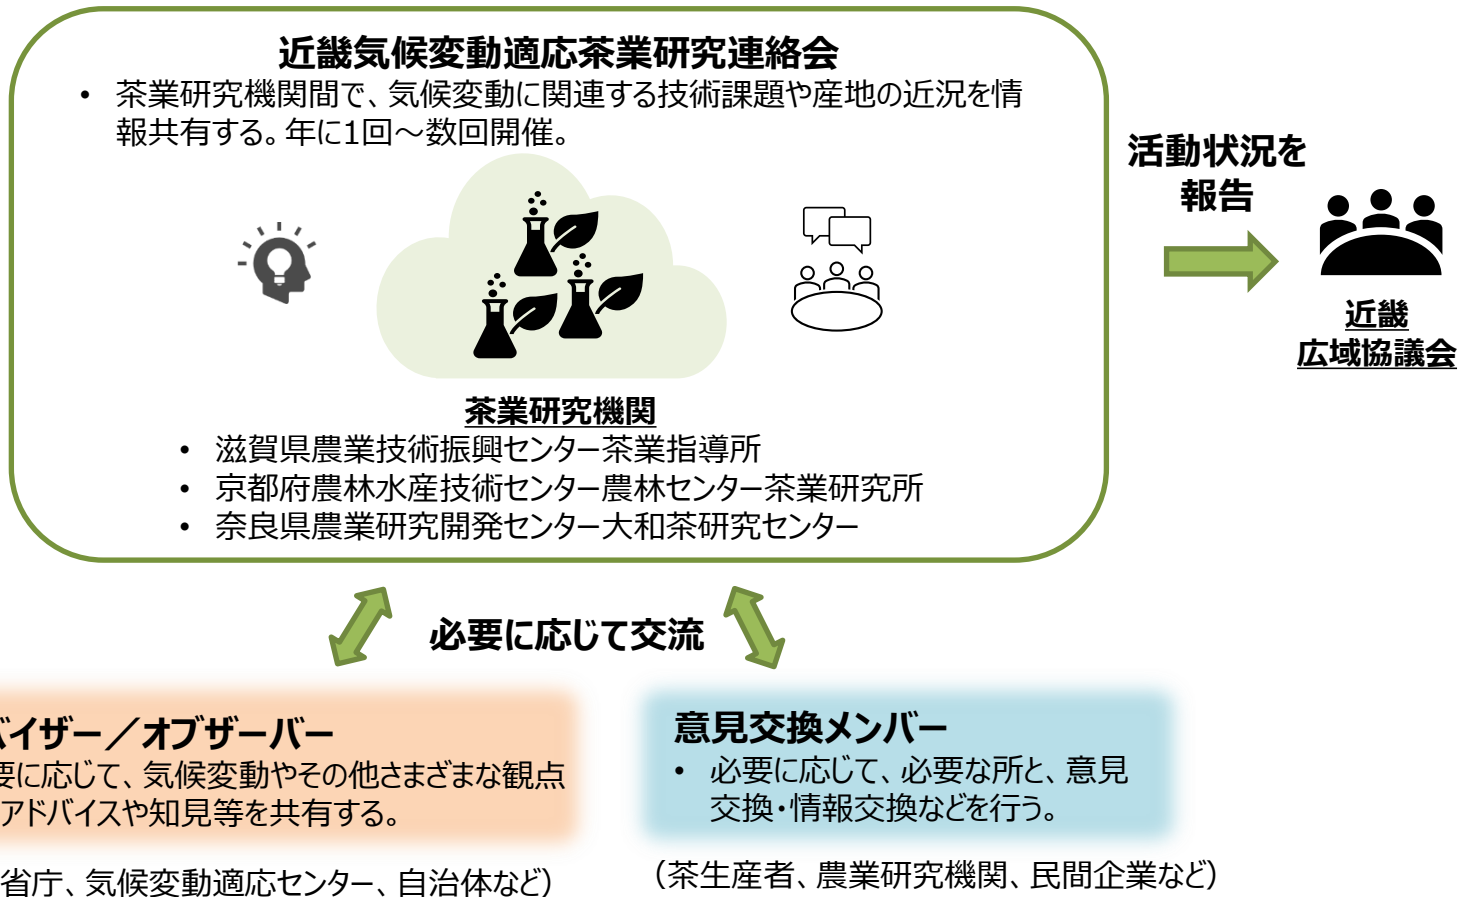 近畿気候変動適応茶業研究連絡会
• 茶業研究機関間で、気候変動に関連する技術課題や産地の近況を情
報共有する。年に1回～数回開催。
活動状況を
報告
近畿
広域協議会
茶業研究機関
• 滋賀県農業技術振興センター茶業指導所
• 京都府農林水産技術センター農林センター茶業研究所
• 奈良県農業研究開発センター大和茶研究センター
必要に応じて交流
バイザー／オブザーバー
要に応じて、気候変動やその他さまざまな観点
アドバイスや知見等を共有する。
省庁、気候変動適応センター、自治体など）
意見交換メンバー
• 必要に応じて、必要な所と、意見
交換・情報交換などを行う。
（茶生産者、農業研究機関、民間企業など）